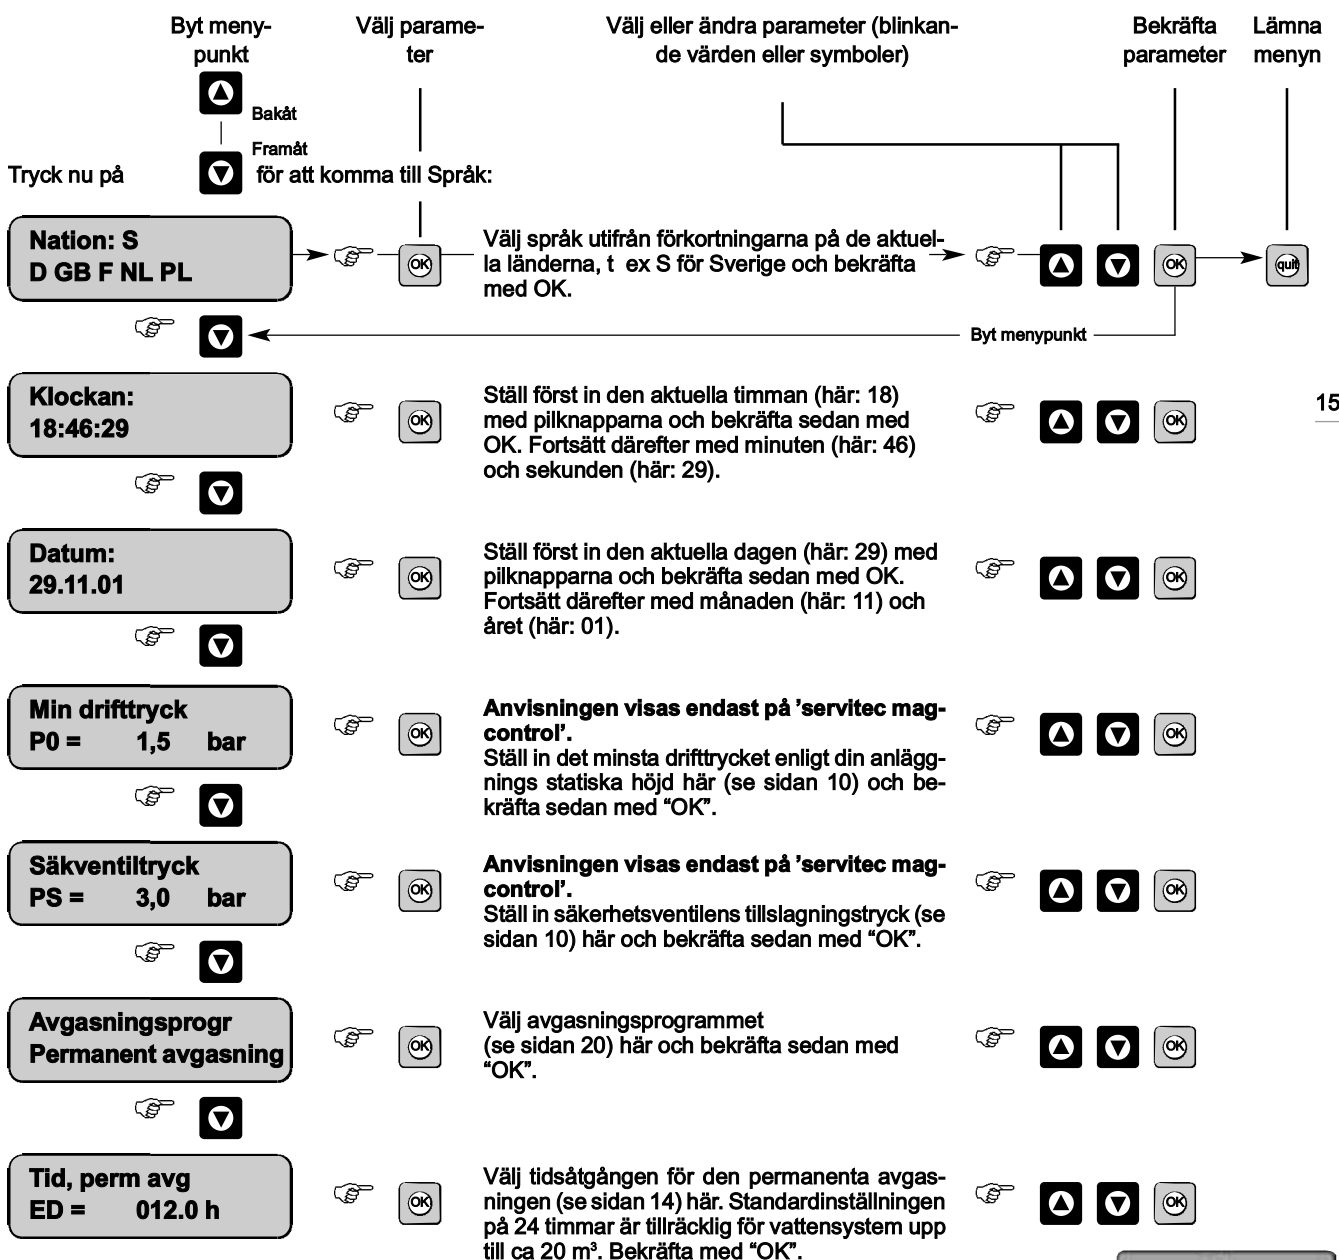 Byt meny-
punkt
Välj parame-
ter
Välj eller ändra parameter (blinkan-
de värden eller symboler)
Bekräfta
parameter
Lämna
menyn
Bakåt
Framåt
Tryck nu på
för att komma till Språk:
Nation: S
D GB F NL PL
OK
Välj språk utifrån förkortningarna på de aktuel-
la länderna, t ex S för Sverige och bekräfta
med OK.
OK
quit
Byt menypunkt
Klockan:
18:46:29
OK
Ställ först in den aktuella timman (här: 18)
med pilknapparna och bekräfta sedan med
OK. Fortsätt därefter med minuten (här: 46)
och sekunden (här: 29).
OK
15
Datum:
29.11.01
OK
Ställ först in den aktuella dagen (här: 29) med
pilknapparna och bekräfta sedan med OK.
Fortsätt därefter med månaden (här: 11) och
året (här: 01).
OK
Min drifttryck
P0 = 1,5 bar
OK
Anvisningen visas endast på ’servitec mag-
control’.
Ställ in det minsta drifttrycket enligt din anlägg-
nings statiska höjd här (se sidan 10) och be-
kräfta sedan med “OK”.
OK
Säkventiltryck
PS = 3,0 bar
OK
Anvisningen visas endast på ’servitec mag-
control’.
Ställ in säkerhetsventilens tillslagningstryck (se
sidan 10) här och bekräfta sedan med “OK”.
OK
Avgasningsprogr
Permanent avgasning
OK
Välj avgasningsprogrammet
(se sidan 20) här och bekräfta sedan med
“OK”.
OK
Tid, perm avg
ED = 012.0 h
OK
Välj tidsåtgången för den permanenta avgas-
ningen (se sidan 14) här. Standardinställningen
på 24 timmar är tillräcklig för vattensystem upp
till ca 20 m³. Bekräfta med “OK”.
OK